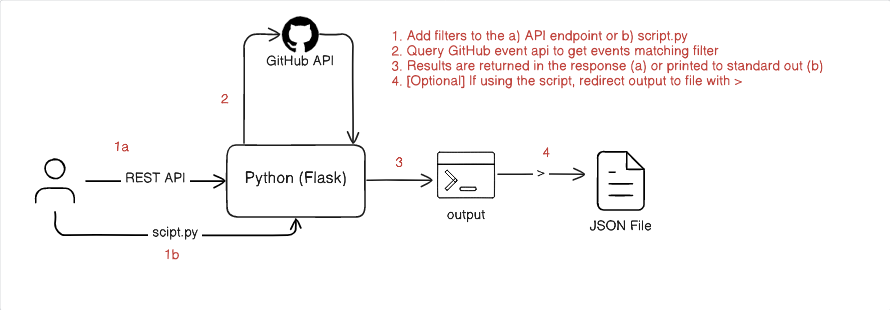 1. Add filters to the a) API endpoint or b) script.py
2. Query GitHub event api to get events matching filter
3. Results are returned in the response (a) or printed to standard out (b)
4. [Optional] If using the script, redirect output to file with >
GitHub API
2
1a
REST API
Python (Flask)
3
>_
output
4
>
JSON File
scipt.py
1b